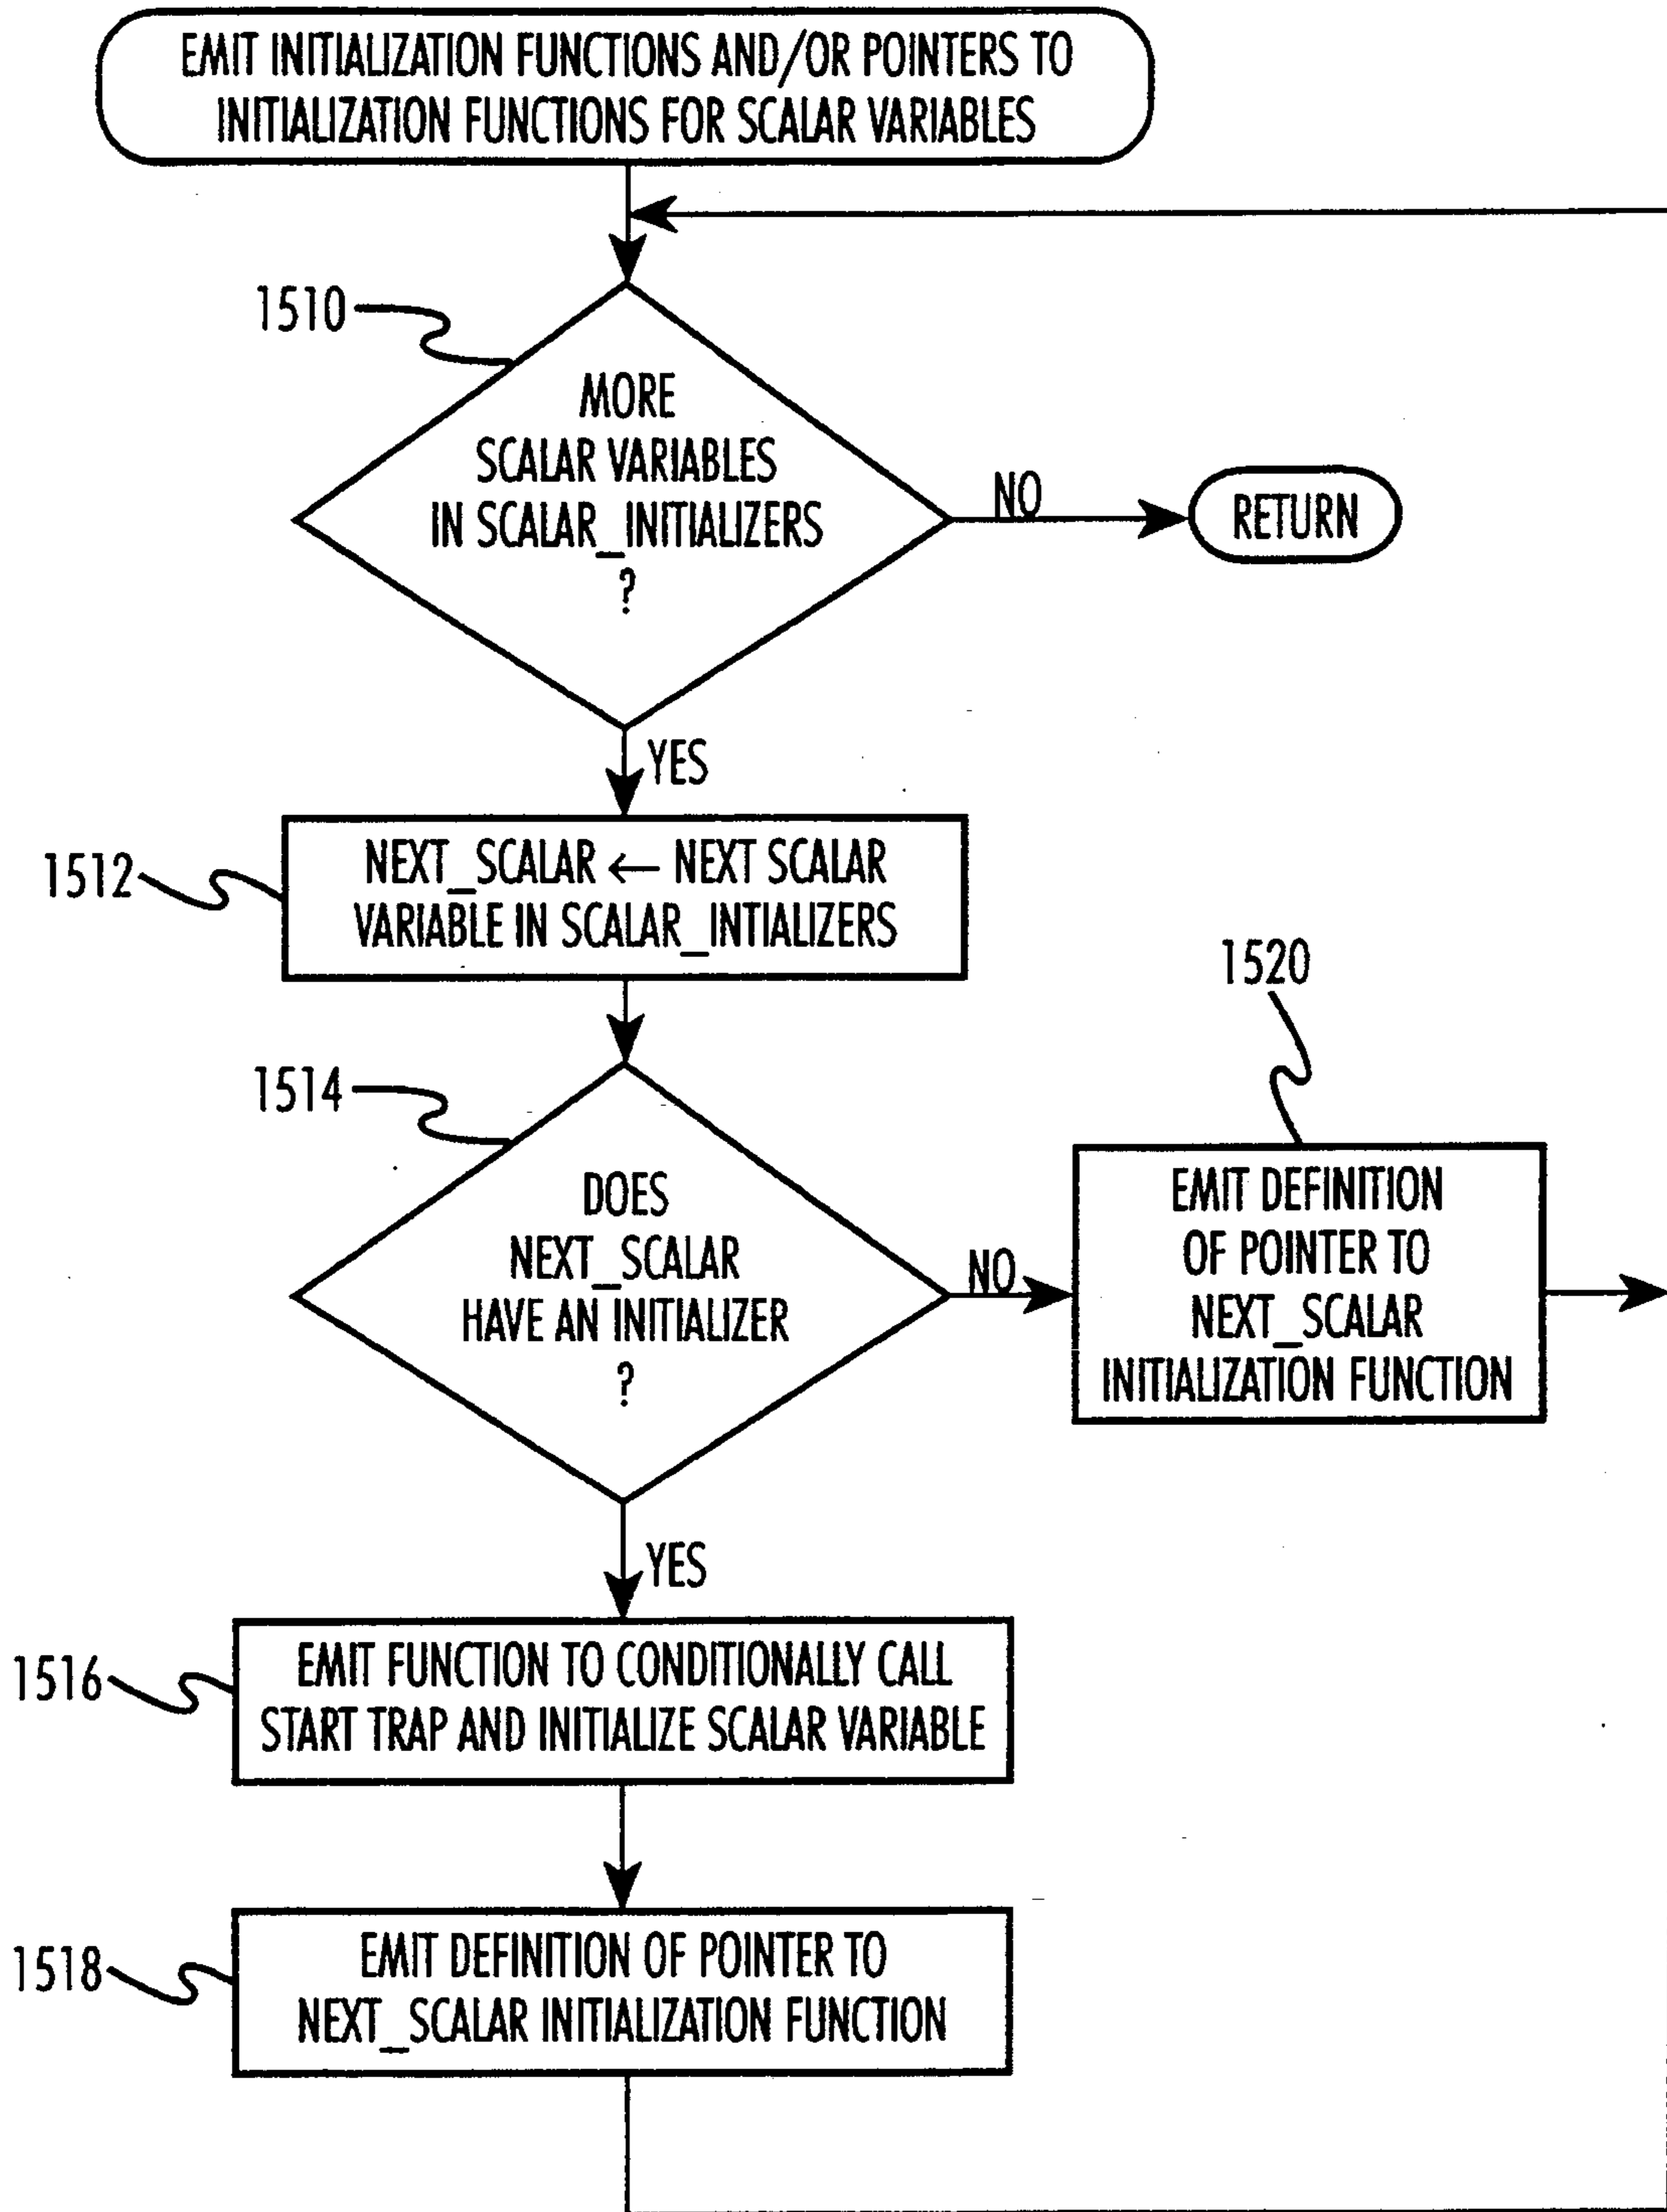 EMIT INITIALIZATION FUNCTIONS AND/OR POINTERS TO
INITIALIZATION FUNCTIONS FOR SCALAR VARIABLES
1510
MORE
SCALAR VARIABLES
IN SCALAR_INITIALIZERS
?
NO
RETURN
YES
1512
NEXT_SCALAR ← NEXT SCALAR
VARIABLE IN SCALAR_INTIALIZERS
1514
DOES
NEXT_SCALAR
HAVE AN INITIALIZER
?
NO
1520
EMIT DEFINITION
OF POINTER TO
NEXT_SCALAR
INITIALIZATION FUNCTION
YES
1516
EMIT FUNCTION TO CONDITIONALLY CALL
START TRAP AND INITIALIZE SCALAR VARIABLE
1518
EMIT DEFINITION OF POINTER TO
NEXT_SCALAR INITIALIZATION FUNCTION